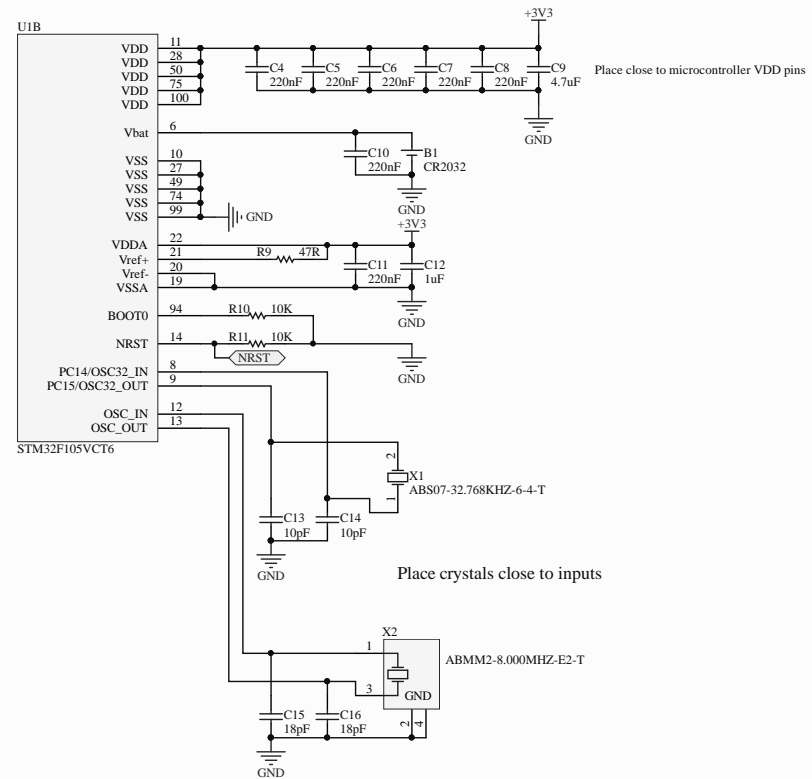 +3V3
U1B
VDD 11
VDD 28
VDD 50
VDD 75
VDD 100
C4 220nF
C5 220nF
C6 220nF
C7 220nF
C8 220nF
C9 4.7uF
Place close to microcontroller VDD pins
GND
Vbat 6
C10 220nF
B1 CR2032
GND
VSS 10
VSS 27
VSS 49
VSS 74
VSS 99
GND
+3V3
VDDA 22
Vref+ 21
R9 47R
Vref- 20
VSSA 19
C11 220nF
C12 1uF
GND
BOOT0 94
R10 10K
NRST 14
R11 10K
NRST
GND
PC14/OSC32_IN 8
PC15/OSC32_OUT 9
OSC_IN 12
OSC_OUT 13
STM32F105VCT6
2
X1
ABS07-32.768KHZ-6-4-T
1
C13 10pF
C14 10pF
GND
Place crystals close to inputs
X2
1
ABMM2-8.000MHZ-E2-T
3
GND
2
4
C15 18pF
C16 18pF
GND